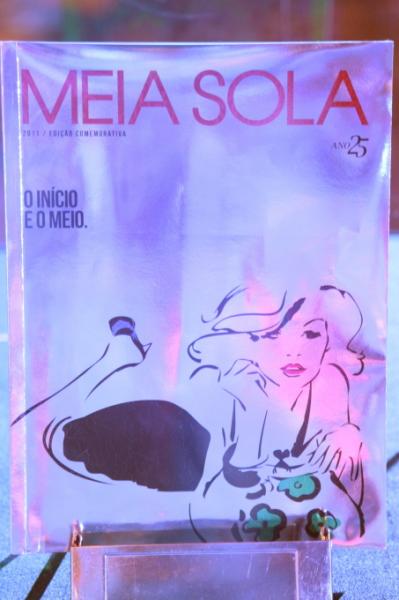 MEIA SOLA
2011 / EDIÇÃO COMEMORATIVA
ANO 25
O INÍCIO
E O MEIO.